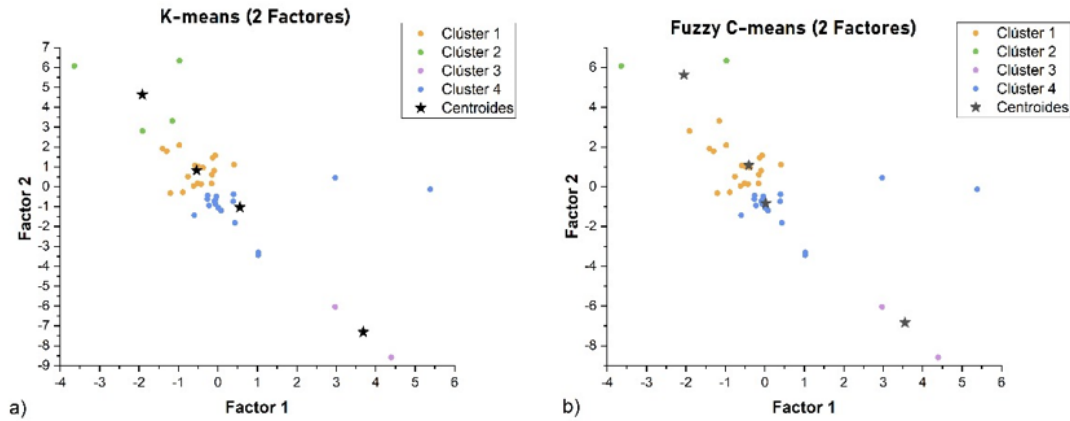 K-means (2 Factores)
Clúster 1
Clúster 2
Clúster 3
Cluster 4
Centroides
Factor 2
7
6
5
4
3
2
1
0
-1
-2
-3
-4
-5
-6
-7
-8
-9
-4 -3 -2 -1 0 1 2 3 4 5 6
Factor 1
a)
Fuzzy C-means (2 Factores)
Clúster 1
Clúster 2
Clúster 3
Clúster 4
Centroides
Factor 2
6
4
2
0
-2
-4
-6
-8
-4 -3 -2 -1 0 1 2 3 4 5 6
Factor 1
b)